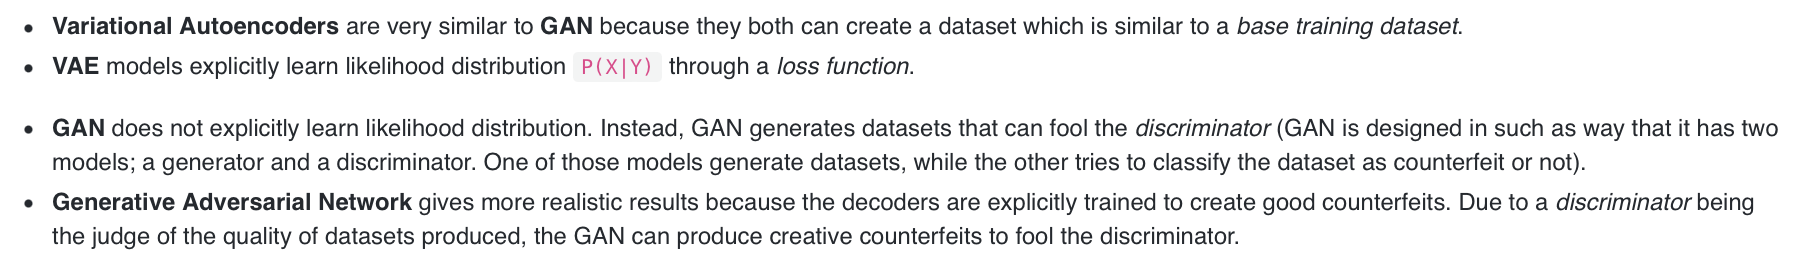 Variational Autoencoders are very similar to GAN because they both can create a dataset which is similar to a base training dataset.
VAE models explicitly learn likelihood distribution P(X|Y) through a loss function.
GAN does not explicitly learn likelihood distribution. Instead, GAN generates datasets that can fool the discriminator (GAN is designed in such as way that it has two
models; a generator and a discriminator. One of those models generate datasets, while the other tries to classify the dataset as counterfeit or not).
Generative Adversarial Network gives more realistic results because the decoders are explicitly trained to create good counterfeits. Due to a discriminator being
the judge of the quality of datasets produced, the GAN can produce creative counterfeits to fool the discriminator.